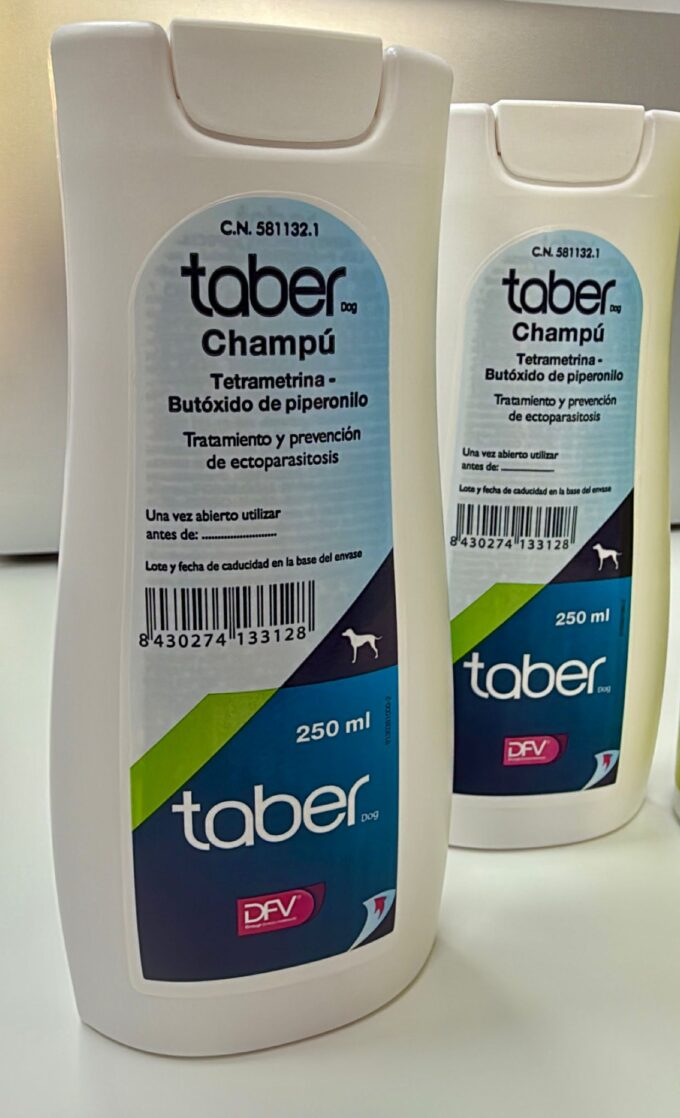 C.N. 581132.1
taber Dog
Champú
Tetrametrina -
Butóxido de piperonilo
Tratamiento y prevención
de ectoparasitosis
Una vez abierto utilizar
antes de: ........................
Lote y fecha de caducidad en la base del envase
8 430274 133128
250 ml
taber Dog
DFV
C.N. 581132.1
taber Dog
Champú
Tetrametrina -
Butóxido de piperonilo
Tratamiento y prevención
de ectoparasitosis
Una vez abierto utilizar
antes de: ........................
Lote y fecha de caducidad en la base del envase
8 430274 133128
250 ml
taber Dog
DFV